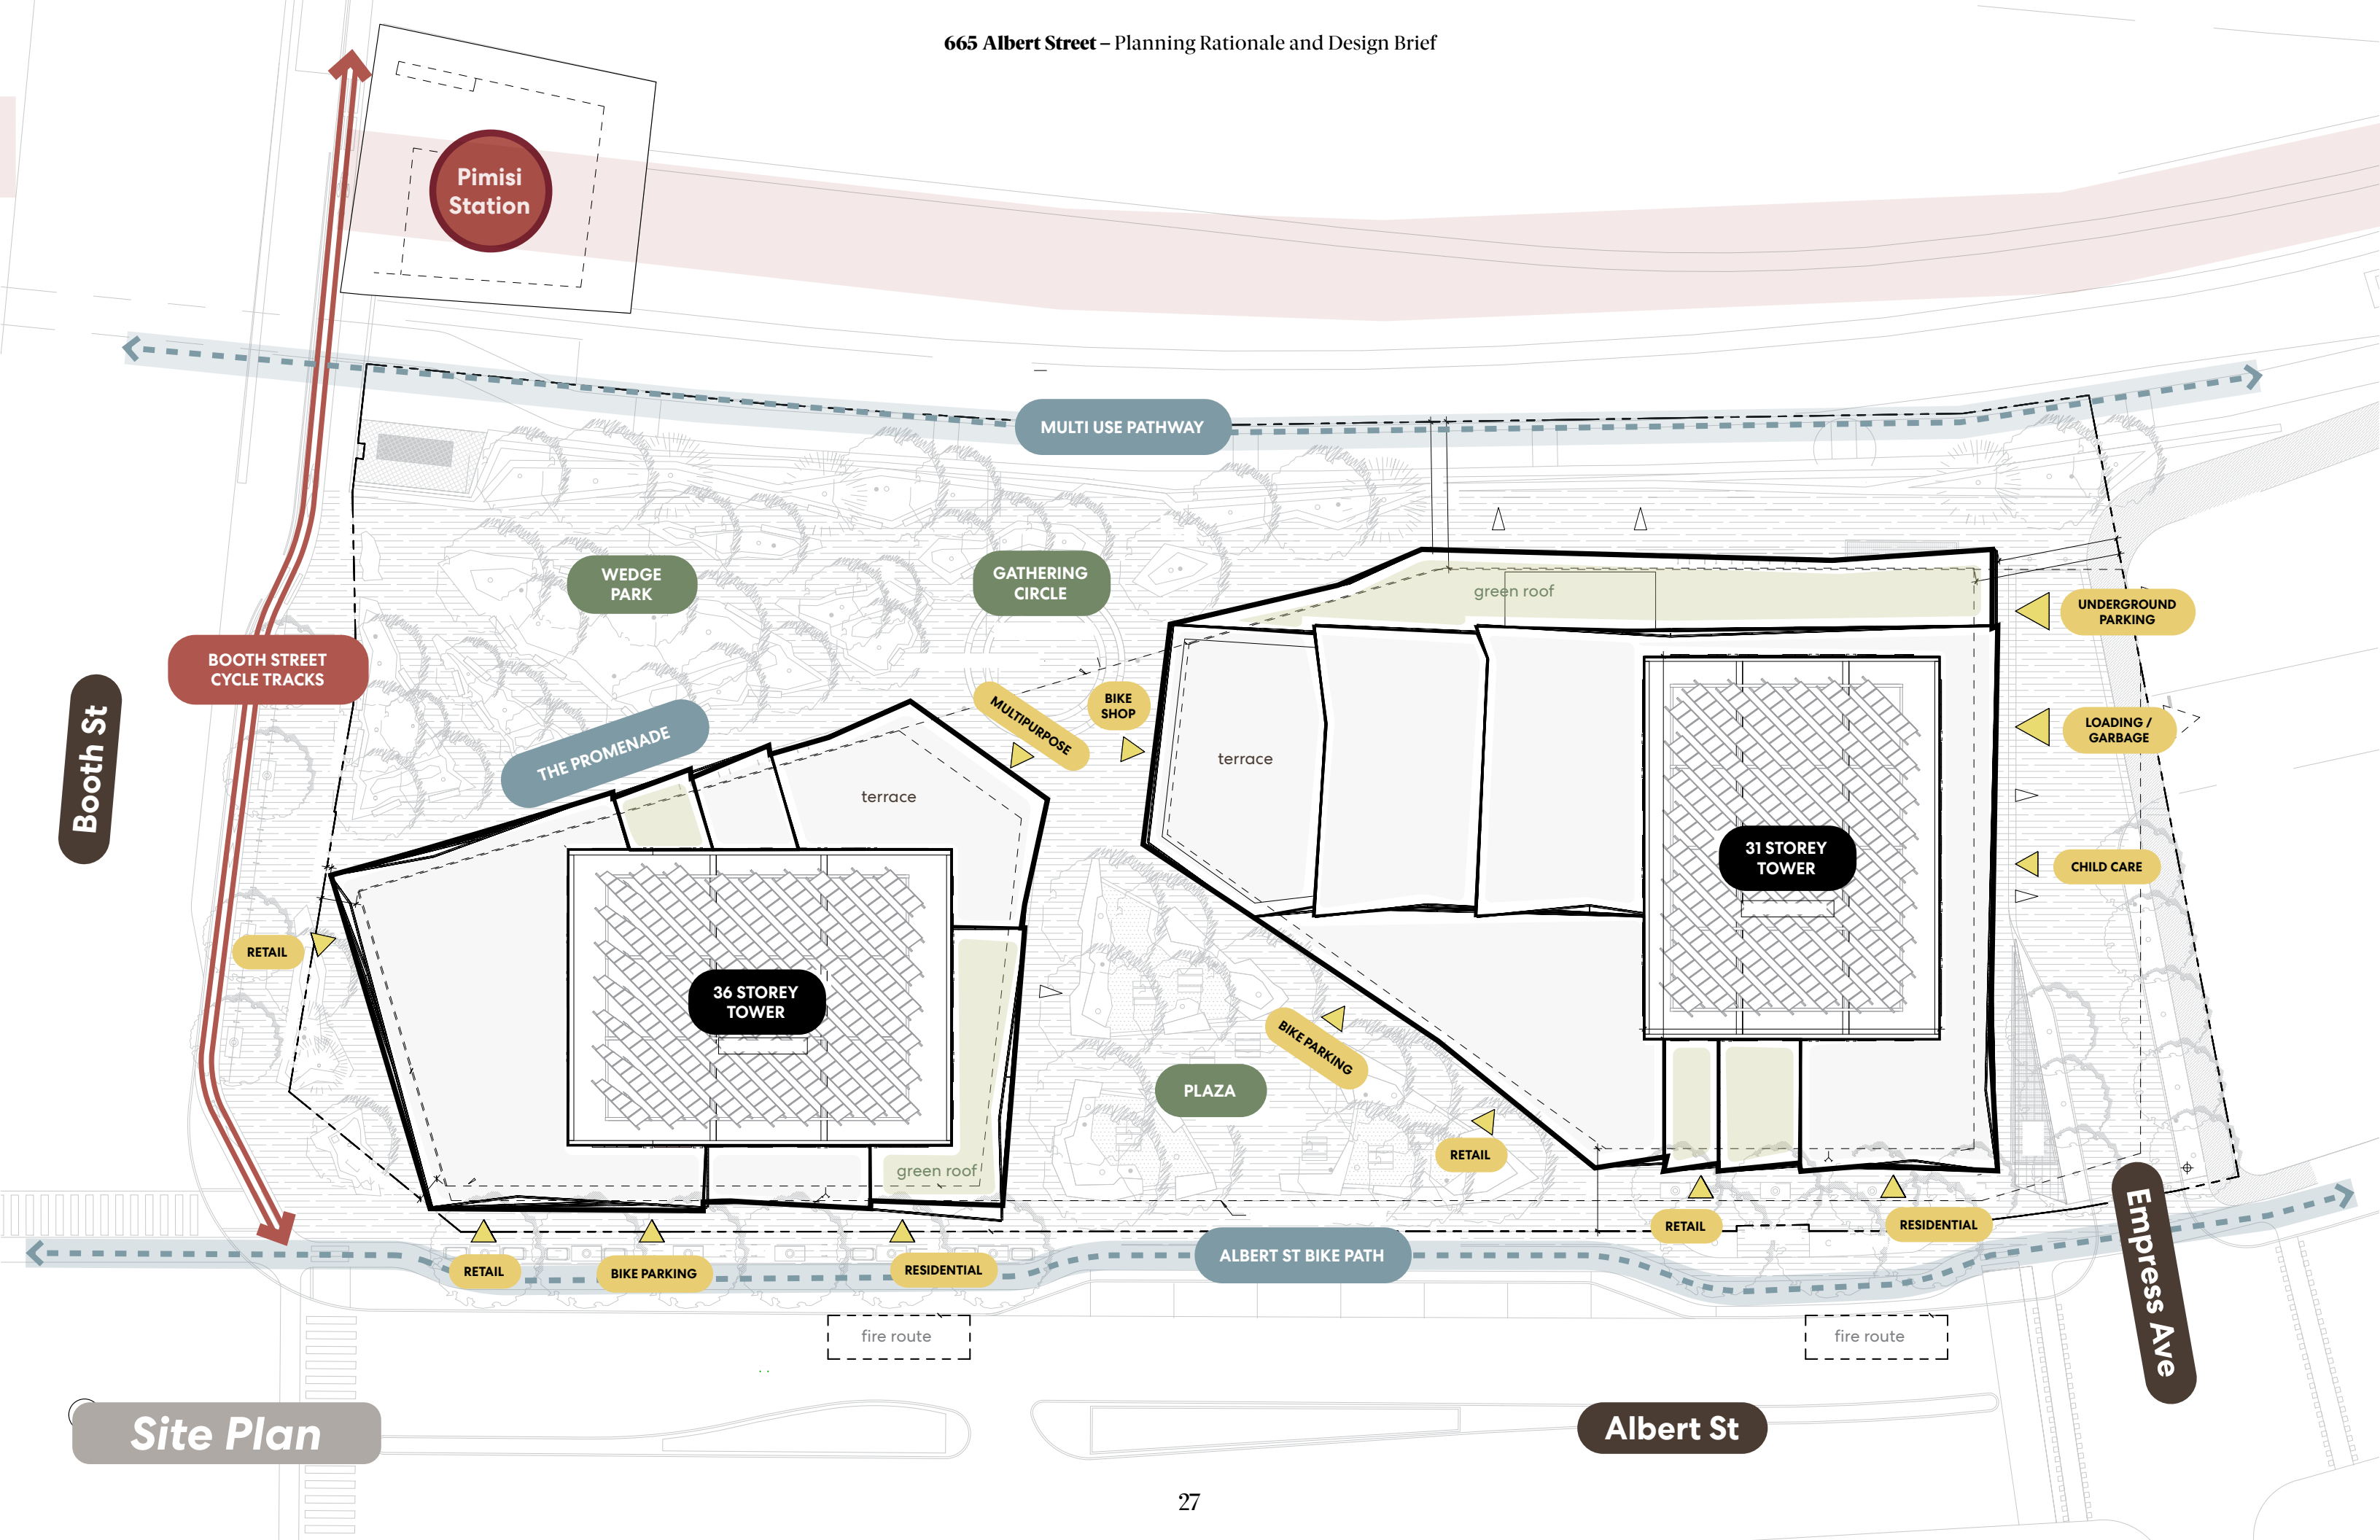 665 Albert Street – Planning Rationale and Design Brief
Pimisi
Station
MULTI USE PATHWAY
WEDGE
PARK
GATHERING
CIRCLE
green roof
UNDERGROUND
PARKING
BOOTH STREET
CYCLE TRACKS
MULTIPURPOSE
BIKE
SHOP
LOADING /
GARBAGE
THE PROMENADE
Booth St
terrace
terrace
31 STOREY
TOWER
CHILD CARE
RETAIL
36 STOREY
TOWER
BIKE PARKING
PLAZA
RETAIL
green roof
RETAIL
RESIDENTIAL
ALBERT ST BIKE PATH
RETAIL
BIKE PARKING
RESIDENTIAL
Empress Ave
fire route
fire route
Site Plan
Albert St
27